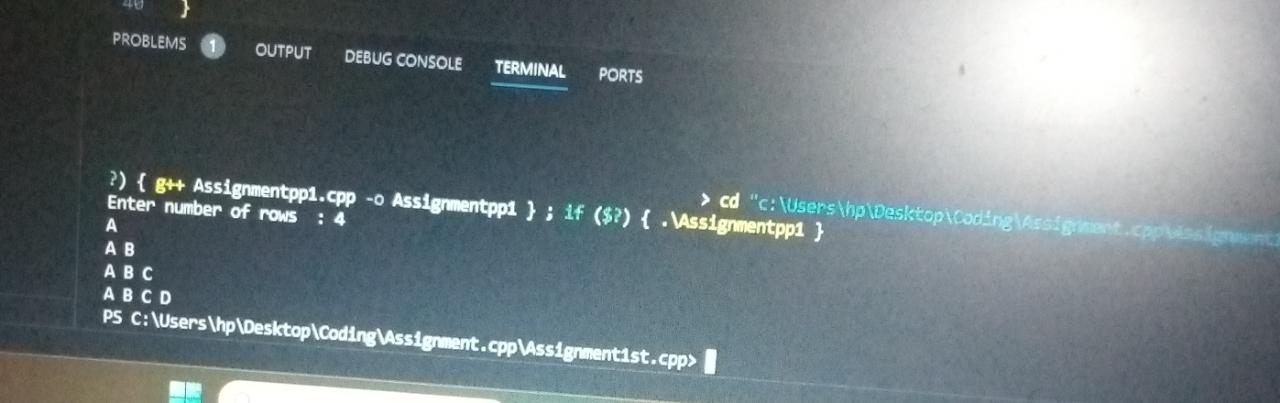 40 }
PROBLEMS 1 OUTPUT DEBUG CONSOLE TERMINAL PORTS
> cd "c:\Users\hp\Desktop\Coding\Assignment.cpp\Assignment
?) { g++ Assignmentpp1.cpp -o Assignmentpp1 } ; if ($?) { .\Assignmentpp1 }
Enter number of rows  : 4
A
A B
A B C
A B C D
PS C:\Users\hp\Desktop\Coding\Assignment.cpp\Assignment1st.cpp>